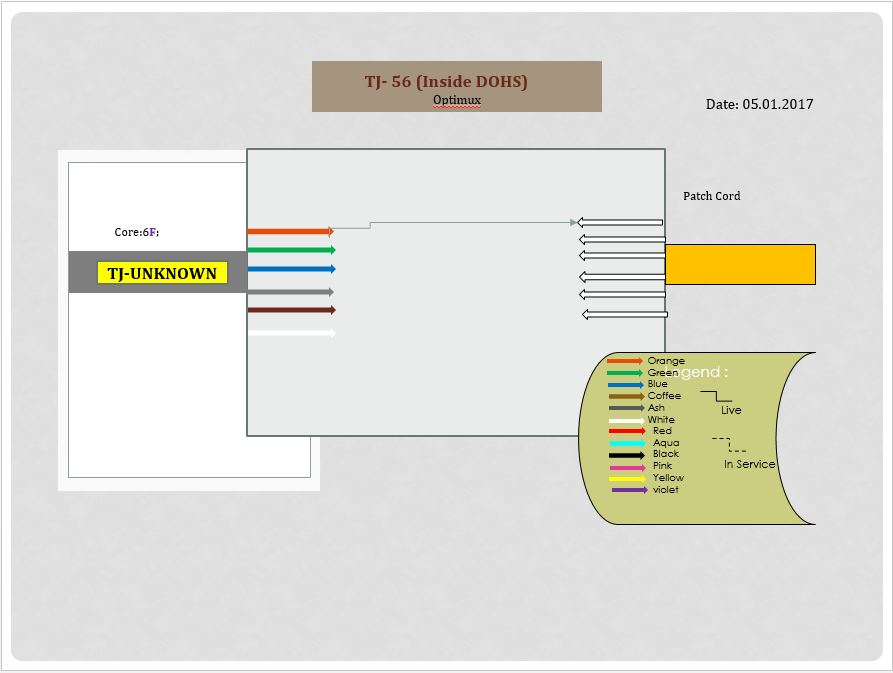 TJ- 56 (Inside DOHS)
Optimux
Date: 05.01.2017
Patch Cord
Core:6F;
TJ-UNKNOWN
Legend :
Orange
Green
Blue
Coffee
Ash
White
Red
Aqua
Black
Pink
Yellow
violet
Live
In Service